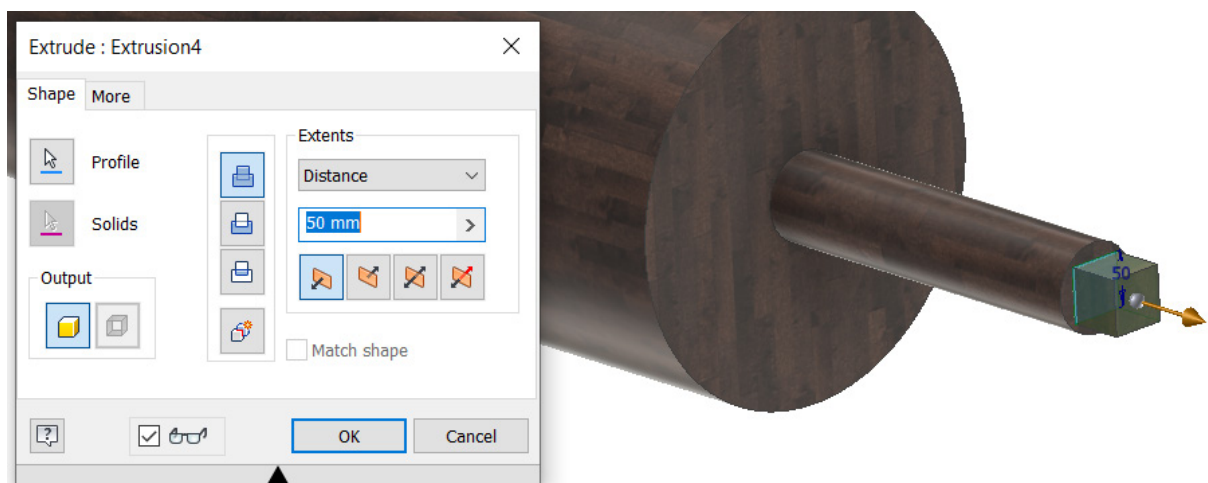 Extrude : Extrusion4
Shape More
Profile
Solids
Output
Extents
Distance
50 mm
Match shape
OK Cancel
50